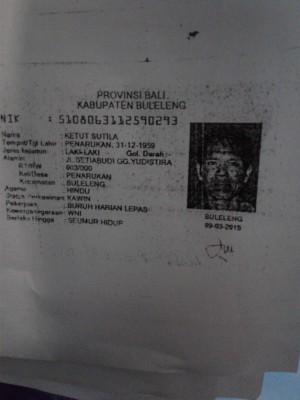 PROVINSI BALI
KABUPATEN BULELENG
NIK : 5108063112590293
Nama : KETUT SUTILA
Tempat/Tgl Lahir : PENARUKAN, 31-12-1959
Jenis kelamin : LAKI-LAKI Gol. Darah :-
Alamat : JL.SETIABUDI GG.YUDISTIRA
RT/RW : 003/000
Kel/Desa : PENARUKAN
Kecamatan : BULELENG
Agama : HINDU
Status Perkawinan: KAWIN
Pekerjaan : BURUH HARIAN LEPAS
Kewarganegaraan: WNI
Berlaku Hingga : SEUMUR HIDUP
BULELENG
09-03-2015